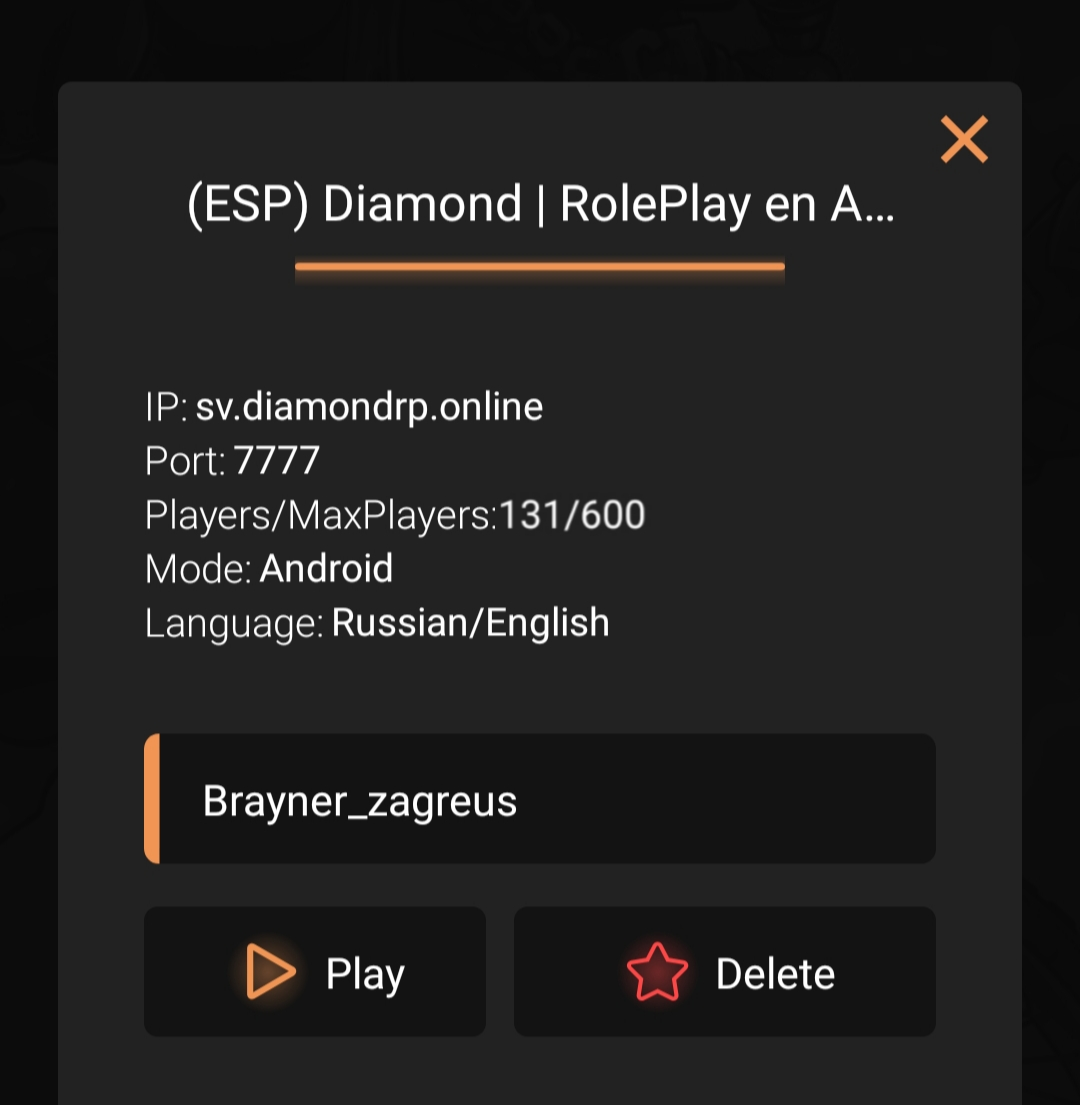 (ESP) Diamond | RolePlay en A...
IP: sv.diamondrp.online
Port: 7777
Players/MaxPlayers:131/600
Mode: Android
Language: Russian/English
Brayner_zagreus
Play
Delete